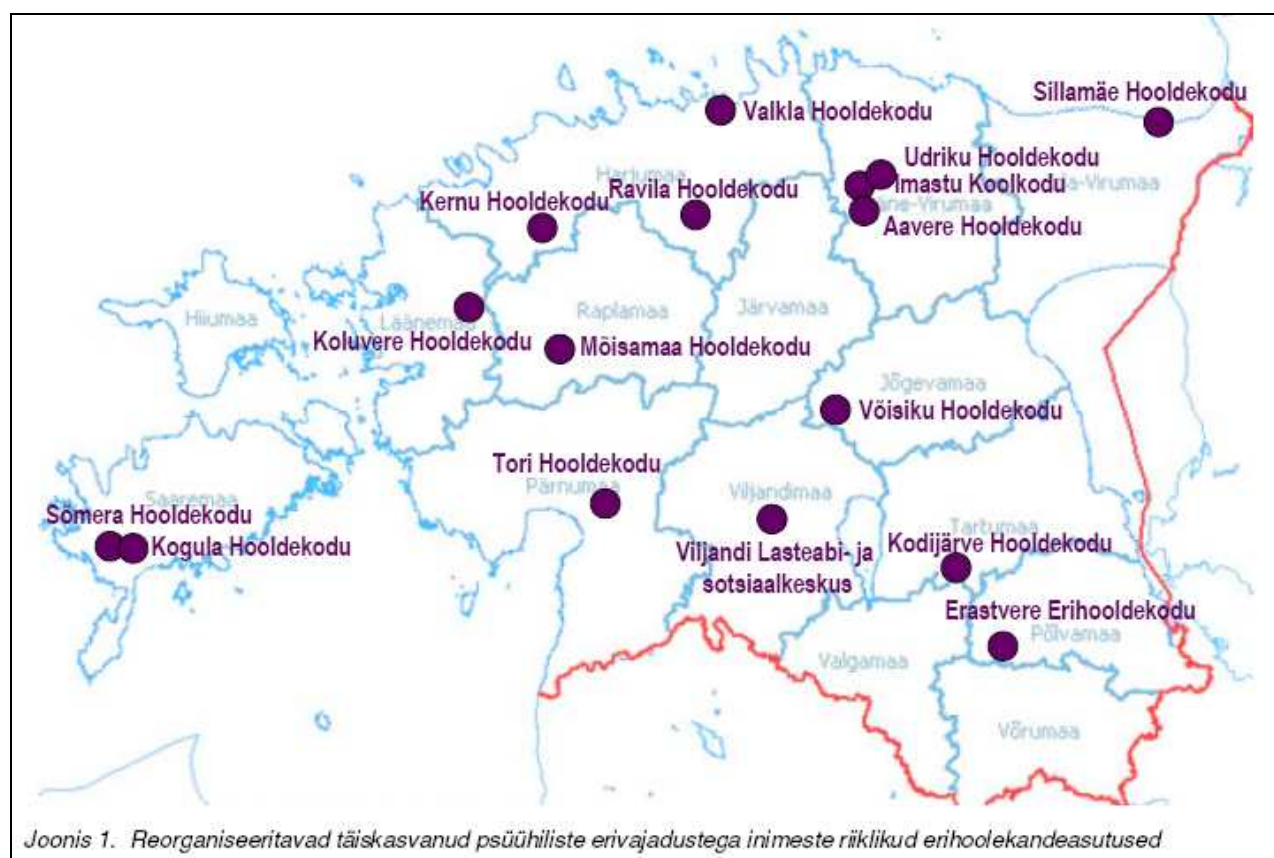 Sillamäe Hooldekodu
Valkla Hooldekodu
Udriku Hooldekodu
Harjumaa
Ravila Hooldekodu
Imastu Koolkodu
Kernu Hooldekodu
Aavere Hooldekodu
Hiiumaa
Läänemaa
Raplamaa
Järvamaa
Koluvere Hooldekodu
Mõisamaa Hooldekodu
Jõgevamaa
Võisiku Hooldekodu
Tori Hooldekodu
Pärnumaa
Viljandimaa
Saaremaa
Sõmera Hooldekodu
Kogula Hooldekodu
Tartumaa
Kodijärve Hooldekodu
Viljandi Lasteabi- ja
sotsiaalkeskus
Erastvere Erihooldekodu
Põlvamaa
Valgamaa
Võrumaa
Joonis 1. Reorganiseeritavad täiskasvanud psüühiliste erivajadustega inimeste riiklikud erihoolekandeasutused